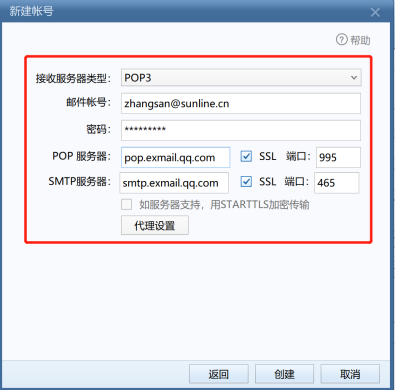 新建帐号
帮助
接收服务器类型: POP3
邮件帐号: zhangsan@sunline.cn
密码: *********
POP 服务器: pop.exmail.qq.com SSL 端口: 995
SMTP服务器: smtp.exmail.qq.com SSL 端口: 465
如服务器支持，用STARTTLS加密传输
代理设置
返回 创建 取消